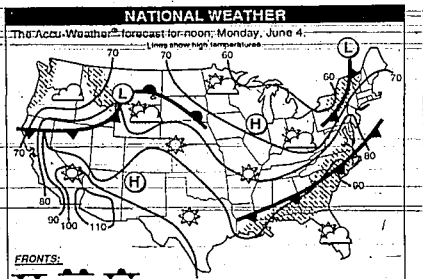 NATIONAL WEATHER
The Accu-Weather® forecast for noon, Monday, June 4.
Lines show high temperatures.
70 70 60
L
60 70
L
H
70
H
80
80
90
90 100
110
FRONTS: